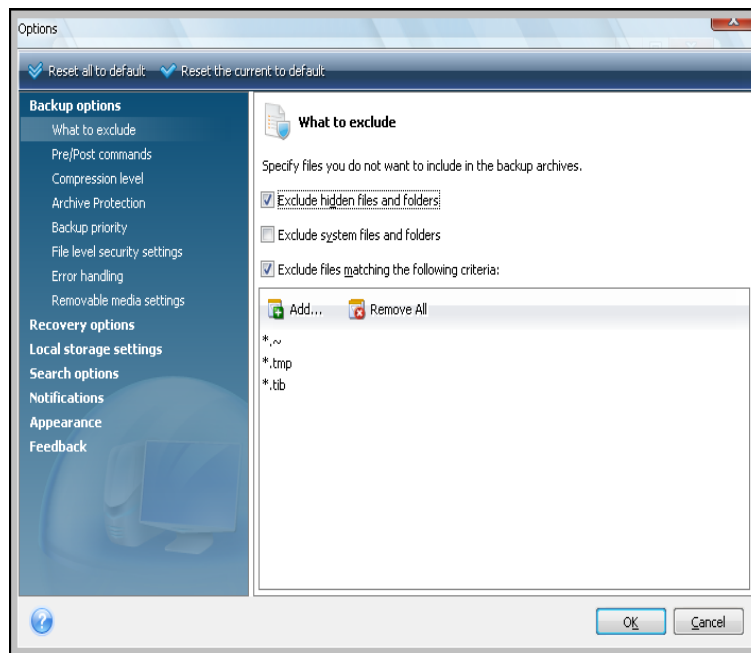 Options
Reset all to default Reset the current to default
Backup options
What to exclude
Pre/Post commands
Compression level
Archive Protection
Backup priority
File level security settings
Error handling
Removable media settings
Recovery options
Local storage settings
Search options
Notifications
Appearance
Feedback
What to exclude
Specify files you do not want to include in the backup archives.
Exclude hidden files and folders
Exclude system files and folders
Exclude files matching the following criteria:
Add... Remove All
*.~
*.tmp
*.tib
OK Cancel